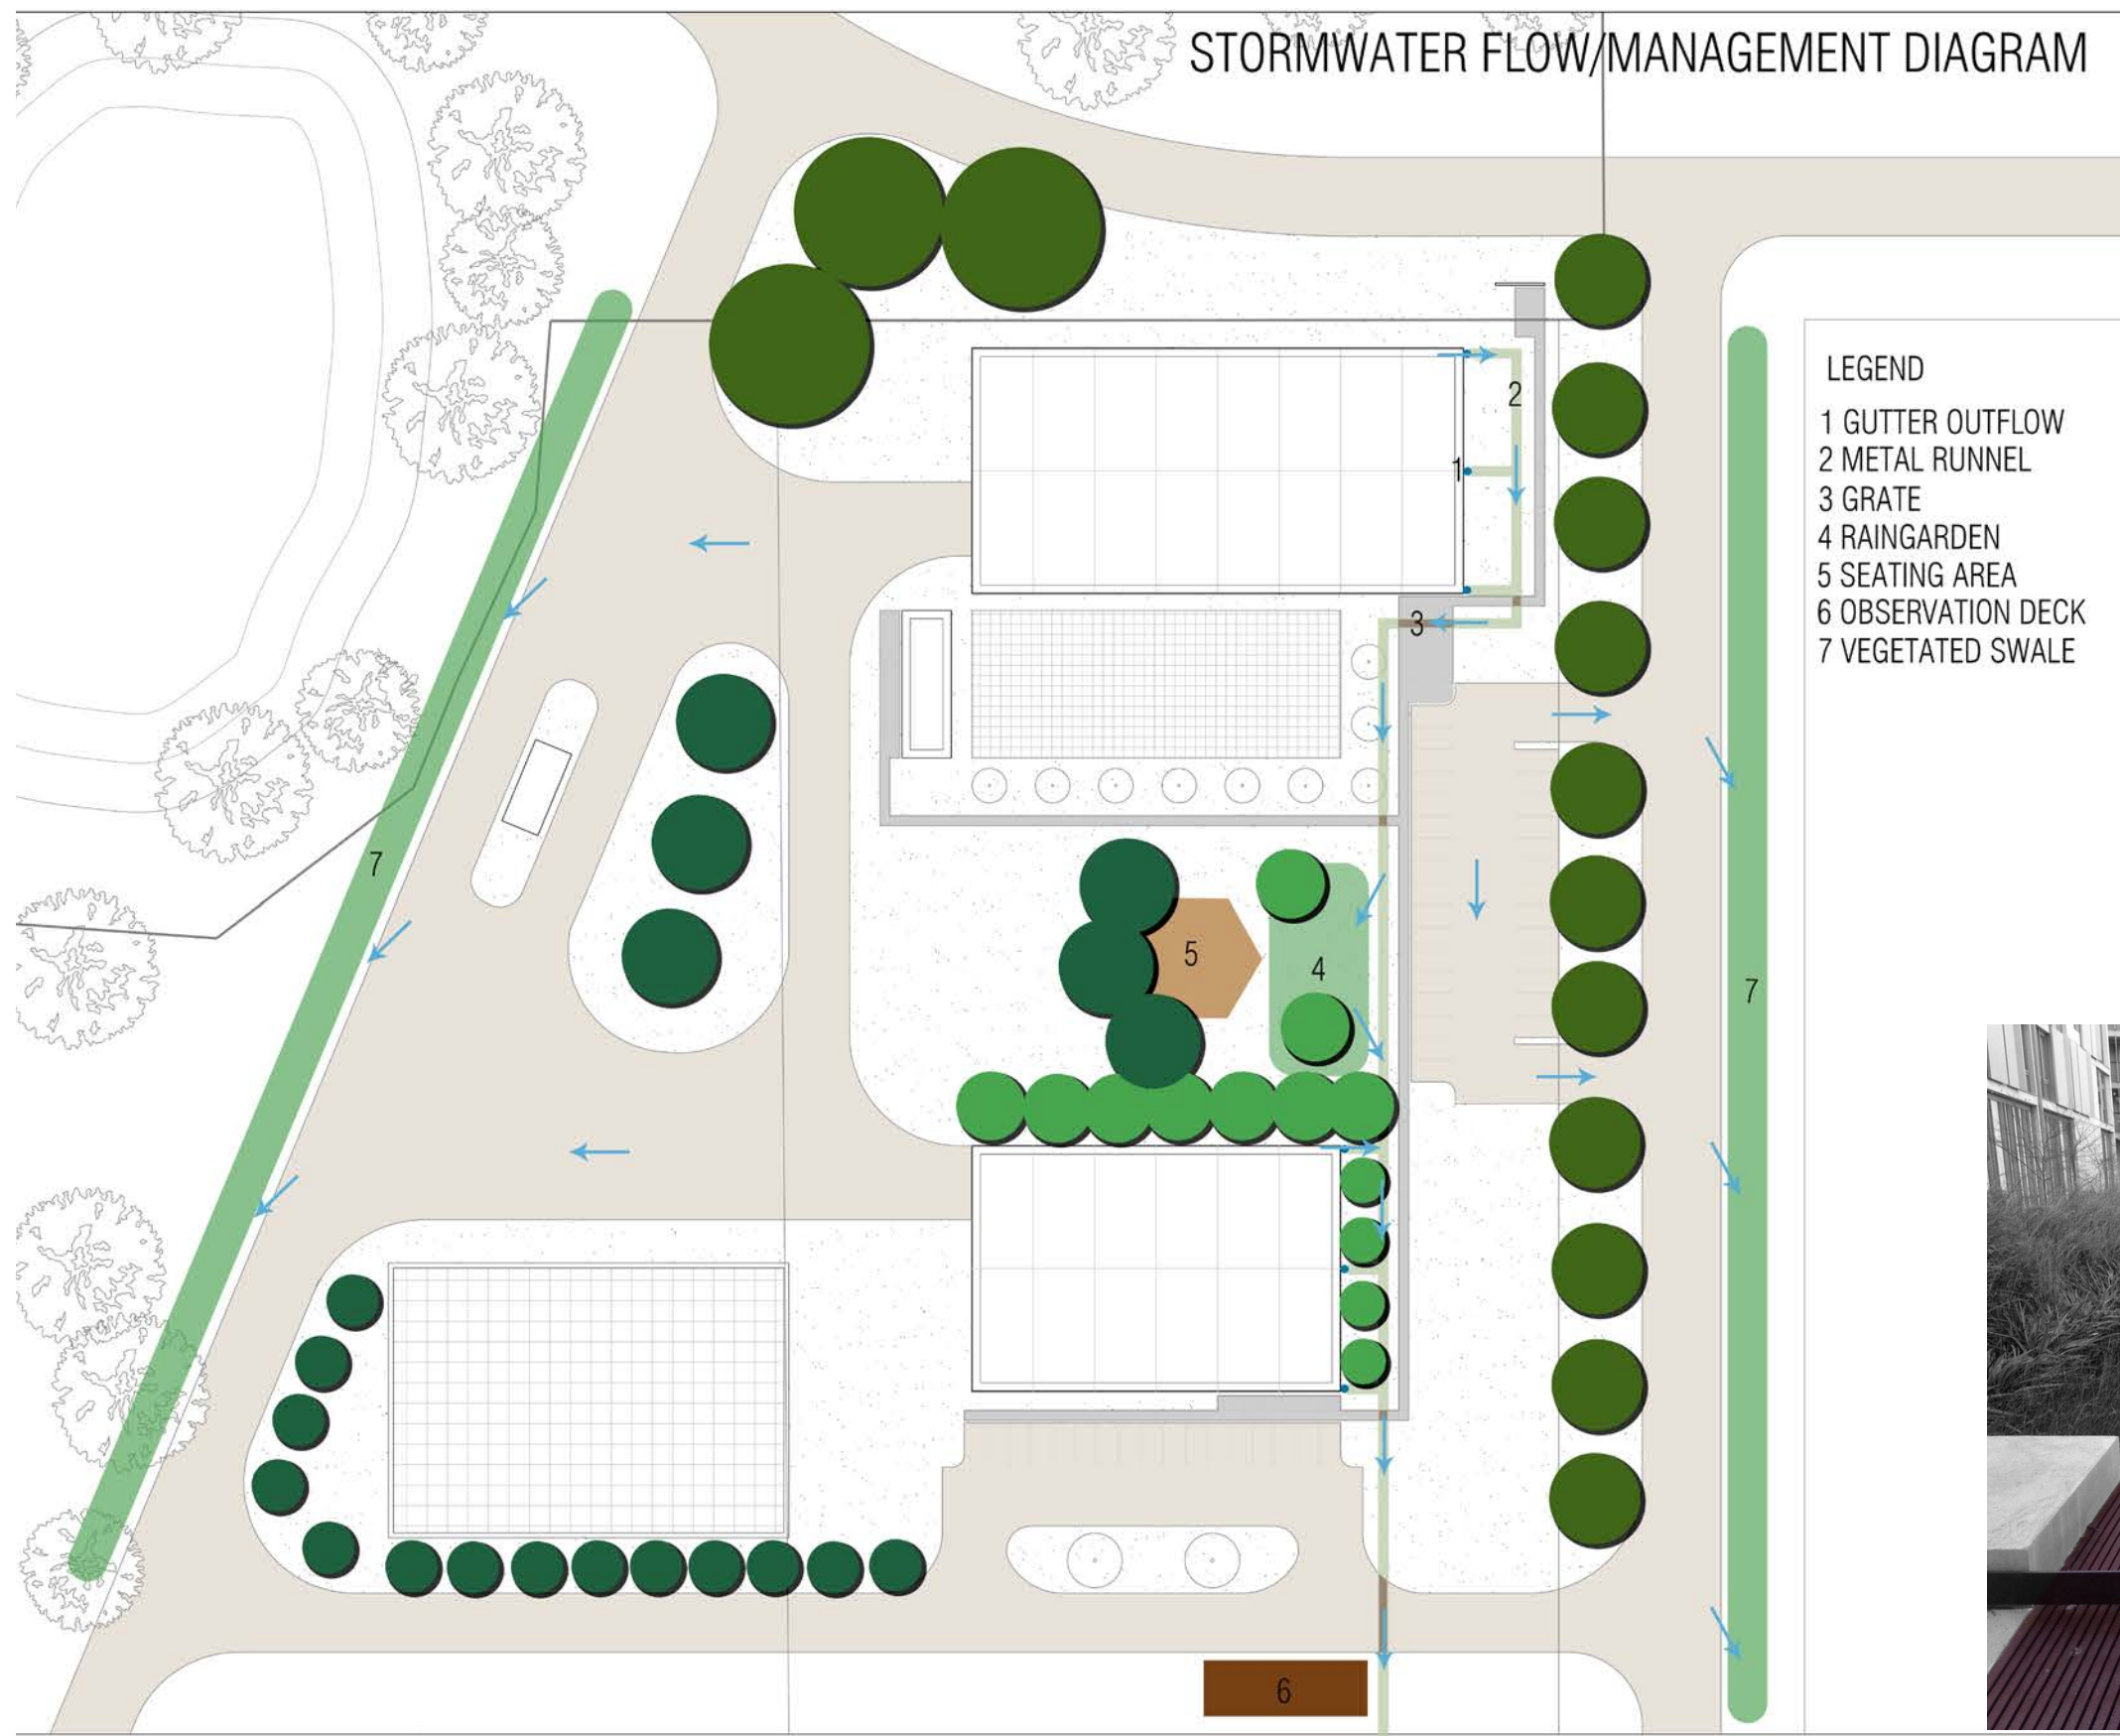 STORMWATER FLOW/MANAGEMENT DIAGRAM
LEGEND
1 GUTTER OUTFLOW
2 METAL RUNNEL
3 GRATE
4 RAINGARDEN
5 SEATING AREA
6 OBSERVATION DECK
7 VEGETATED SWALE
2
1
3
7
5
4
7
6